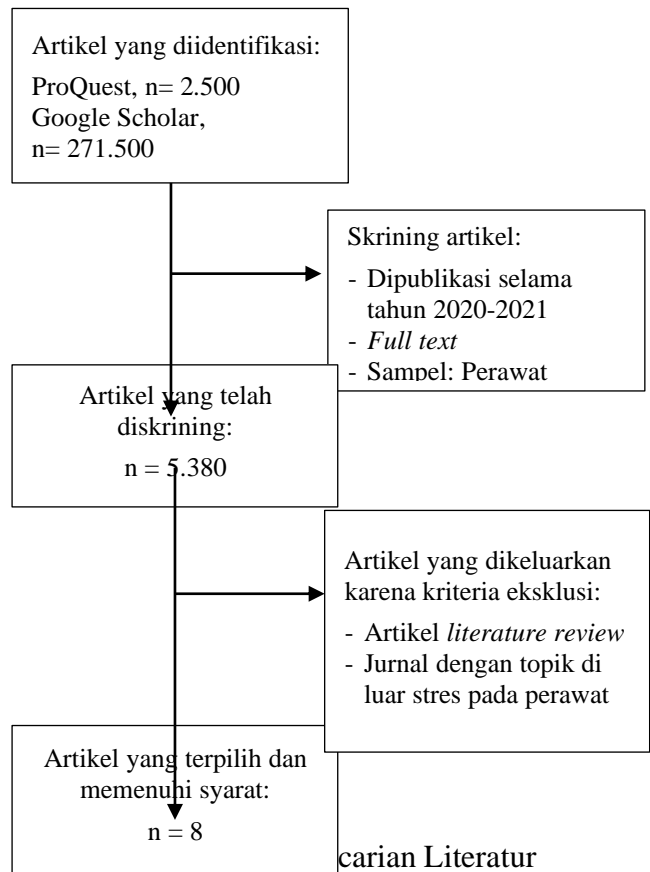 Artikel yang diidentifikasi:
ProQuest, n= 2.500
Google Scholar,
n= 271.500
Skrining artikel:
- Dipublikasi selama
tahun 2020-2021
- Full text
- Sampel: Perawat
Artikel yang telah
diskrining:
n = 5.380
Artikel yang dikeluarkan
karena kriteria eksklusi:
- Artikel literature review
- Jurnal dengan topik di
luar stres pada perawat
Artikel yang terpilih dan
memenuhi syarat:
n = 8
carian Literatur